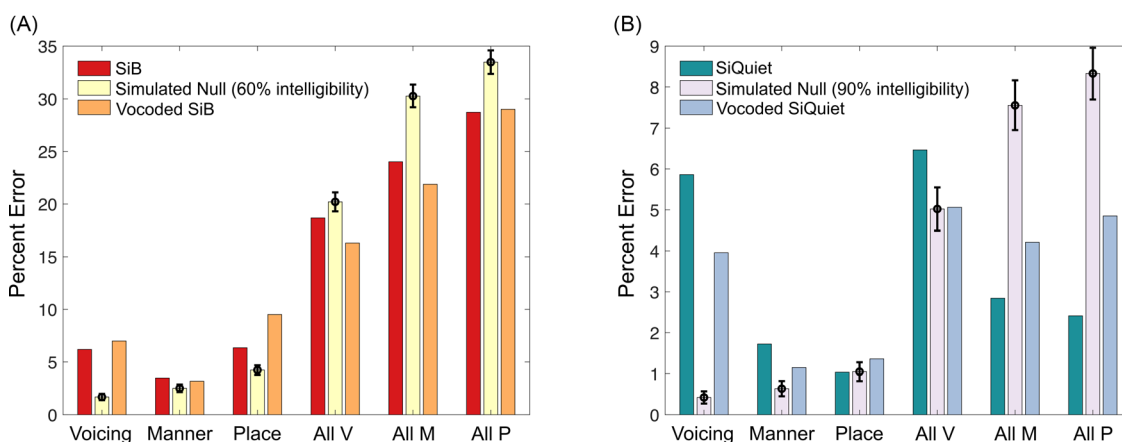 (A)
35
30
25
20
15
10
5
0
Percent Error
SiB
Simulated Null (60% intelligibility)
Vocoded SiB
Voicing Manner Place All V All M All P
(B)
9
8
7
6
5
4
3
2
1
0
Percent Error
SiQuiet
Simulated Null (90% intelligibility)
Vocoded SiQuiet
Voicing Manner Place All V All M All P